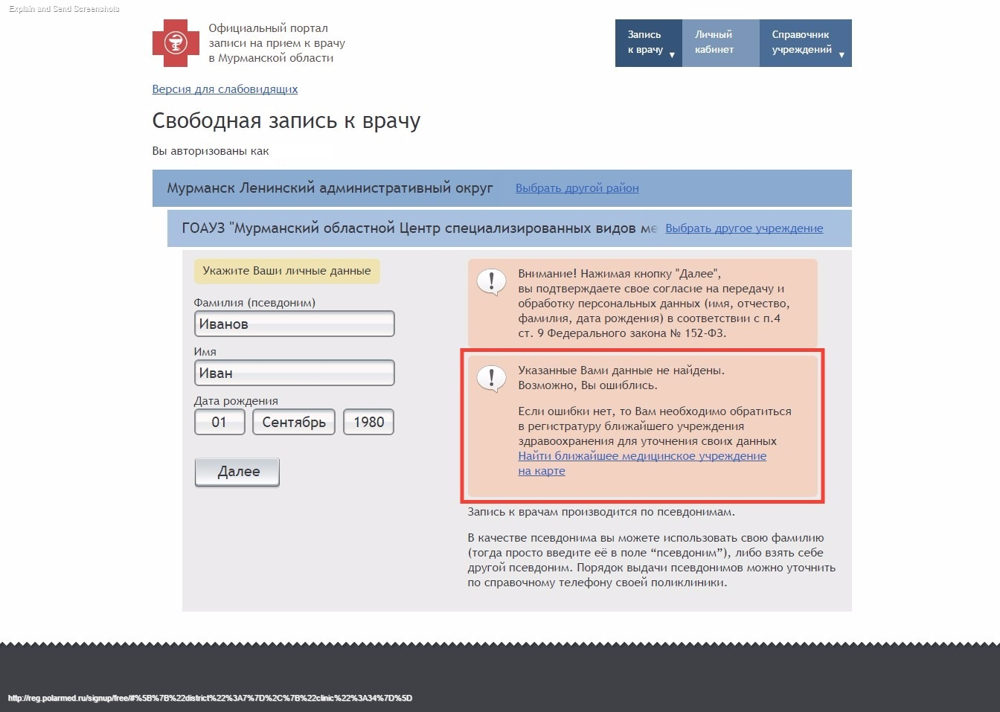 Explain and Send Screenshots
Официальный портал
записи на прием к врачу
в Мурманской области
Запись
к врачу
Личный
кабинет
Справочник
учреждений
Версия для слабовидящих
Свободная запись к врачу
Вы авторизованы как
Мурманск Ленинский административный округ Выбрать другой район
ГОАУЗ "Мурманский областной Центр специализированных видов ме Выбрать другое учреждение
Укажите Ваши личные данные
Фамилия (псевдоним)
Иванов
Имя
Иван
Дата рождения
01 Сентябрь 1980
Далее
Внимание! Нажимая кнопку "Далее",
вы подтверждаете свое согласие на передачу и
обработку персональных данных (имя, отчество,
фамилия, дата рождения) в соответствии с п.4
ст. 9 Федерального закона № 152-ФЗ.
Указанные Вами данные не найдены.
Возможно, Вы ошиблись.
Если ошибки нет, то Вам необходимо обратиться
в регистратуру ближайшего учреждения
здравоохранения для уточнения своих данных
Найти ближайшее медицинское учреждение
на карте
Запись к врачам производится по псевдонимам.
В качестве псевдонима вы можете использовать свою фамилию
(тогда просто введите её в поле “псевдоним”), либо взять себе
другой псевдоним. Порядок выдачи псевдонимов можно уточнить
по справочному телефону своей поликлиники.
http://reg.polarmed.ru/signup/free/#%5B%7B%22district%22%3A7%7D%2C%7B%22clinic%22%3A34%7D%5D